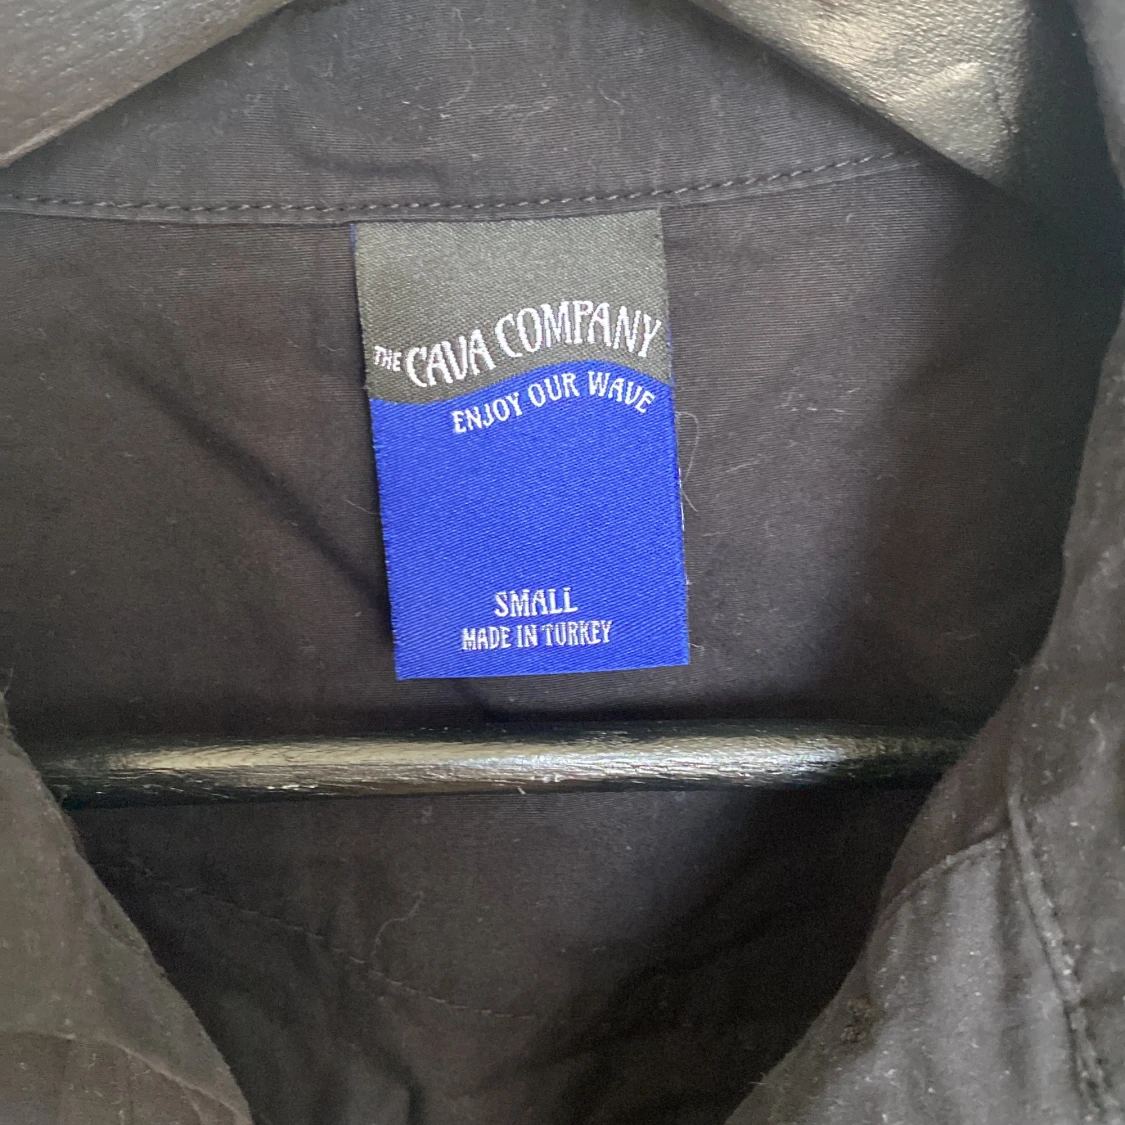 THE CAVA COMPANY
ENJOY OUR WAVE
SMALL
MADE IN TURKEY